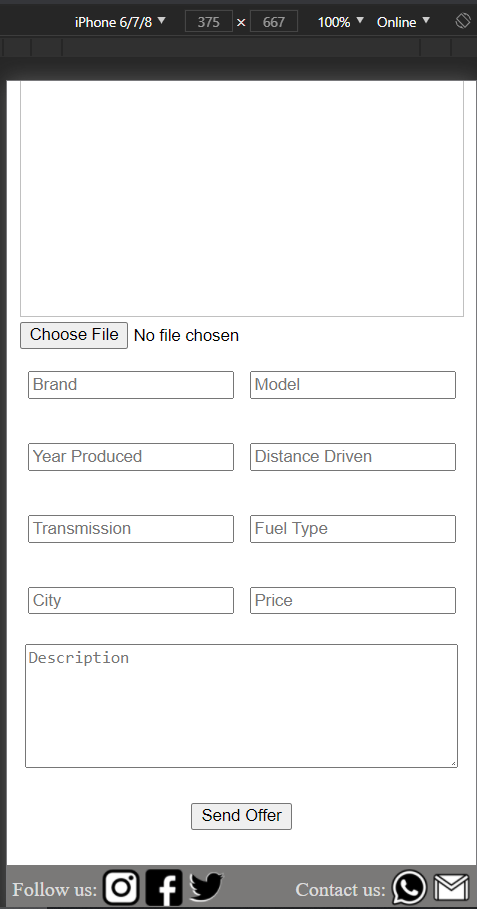 iPhone 6/7/8 ▼ 375 × 667 100% ▼ Online ▼
Choose File No file chosen
Brand Model
Year Produced Distance Driven
Transmission Fuel Type
City Price
Description
Send Offer
Follow us: Contact us: